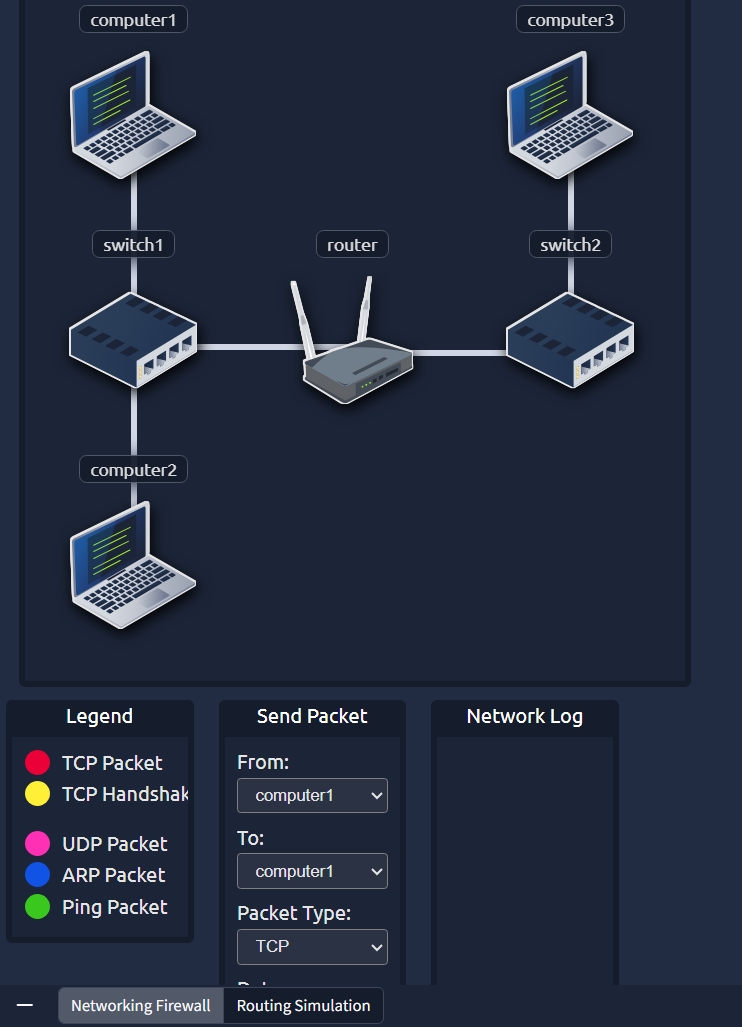 computer1
computer3
switch1
router
switch2
computer2
Legend
TCP Packet
TCP Handshak
UDP Packet
ARP Packet
Ping Packet
Send Packet
From:
computer1
To:
computer1
Packet Type:
TCP
Network Log
Networking Firewall
Routing Simulation